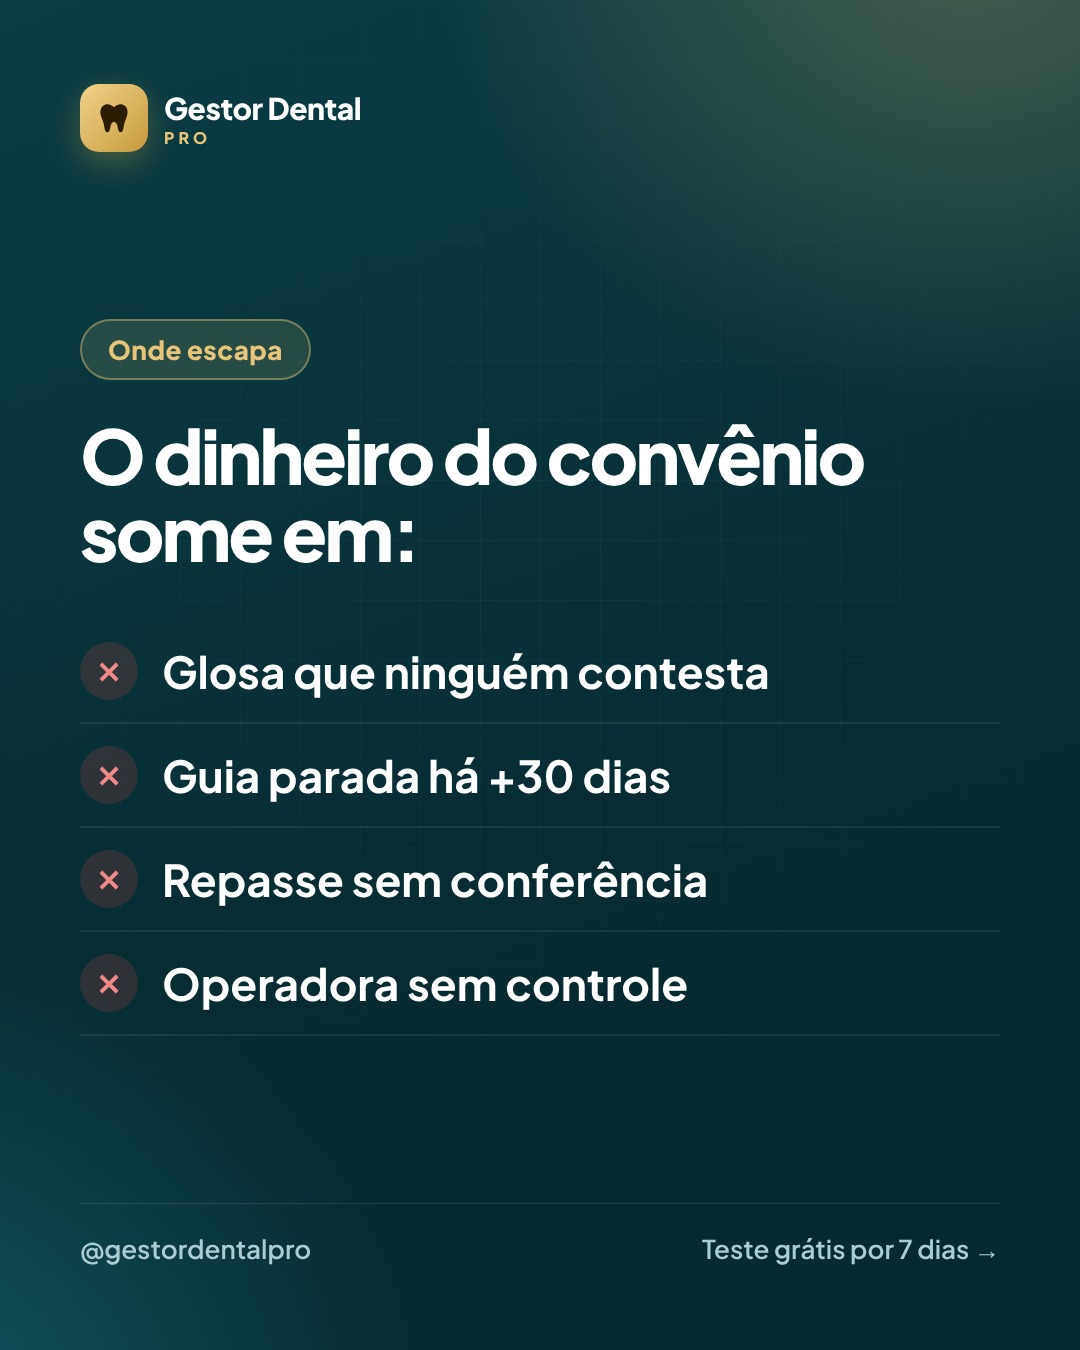 Gestor Dental
PRO
Onde escapa
O dinheiro do convênio
some em:
Glosa que ninguém contesta
Guia parada há +30 dias
Repasse sem conferência
Operadora sem controle
@gestordentalpro
Teste grátis por 7 dias →